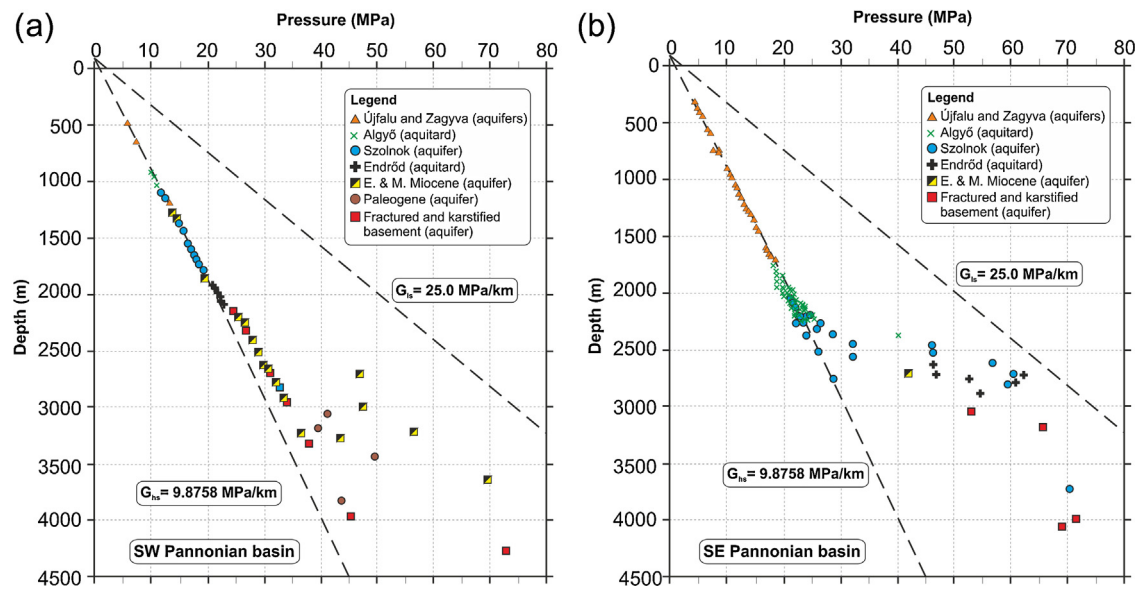 (a)
Pressure (MPa)
0 10 20 30 40 50 60 70 80
0
500
1000
1500
2000
2500
3000
3500
4000
4500
Depth (m)
Legend
Újfalu and Zagyva (aquifers)
Algyő (aquitard)
Szolnok (aquifer)
Endrőd (aquitard)
E. & M. Miocene (aquifer)
Paleogene (aquifer)
Fractured and karstified
basement (aquifer)
Gls= 25.0 MPa/km
Ghs= 9.8758 MPa/km
SW Pannonian basin
(b)
Pressure (MPa)
0 10 20 30 40 50 60 70 80
0
500
1000
1500
2000
2500
3000
3500
4000
4500
Depth (m)
Legend
Újfalu and Zagyva (aquifers)
Algyő (aquitard)
Szolnok (aquifer)
Endrőd (aquitard)
E. & M. Miocene (aquifer)
Fractured and karstified
basement (aquifer)
Gls= 25.0 MPa/km
Ghs= 9.8758 MPa/km
SE Pannonian basin